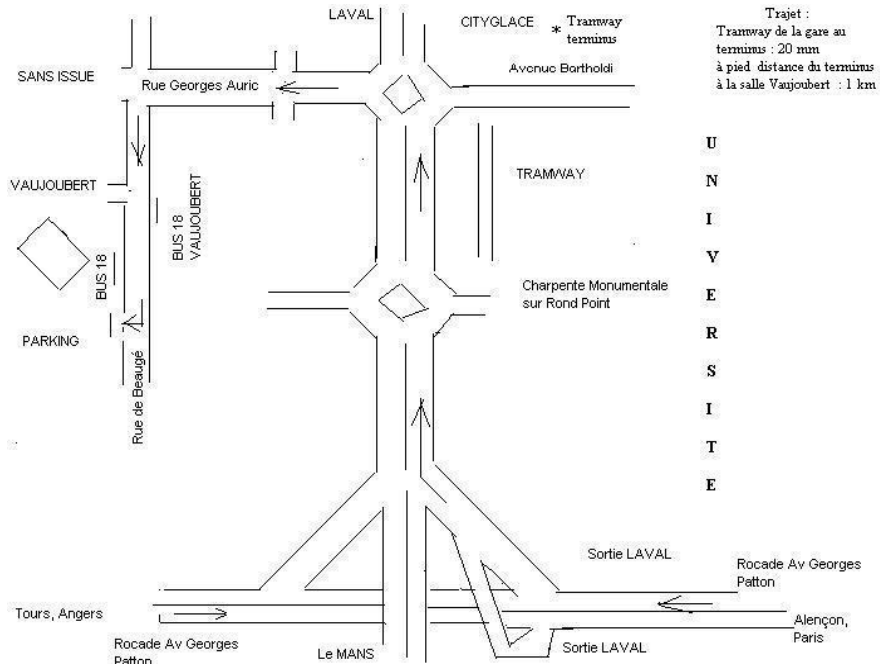 LAVAL
CITYGLACE
* Tramway
terminus
Trajet :
Tramway de la gare au
terminus : 20 mm
à pied distance du terminus
à la salle Vaujoubert : 1 km
SANS ISSUE
Rue Georges Auric
Avenue Bartholdi
VAUJOUBERT
BUS 18
VAUJOUBERT
BUS 18
TRAMWAY
U
N
I
V
E
R
S
I
T
E
Charpente Monumentale
sur Rond Point
PARKING
Rue de Beaugé
Sortie LAVAL
Rocade Av Georges
Patton
Tours, Angers
Alençon,
Paris
Rocade Av Georges
Patton
Le MANS
Sortie LAVAL